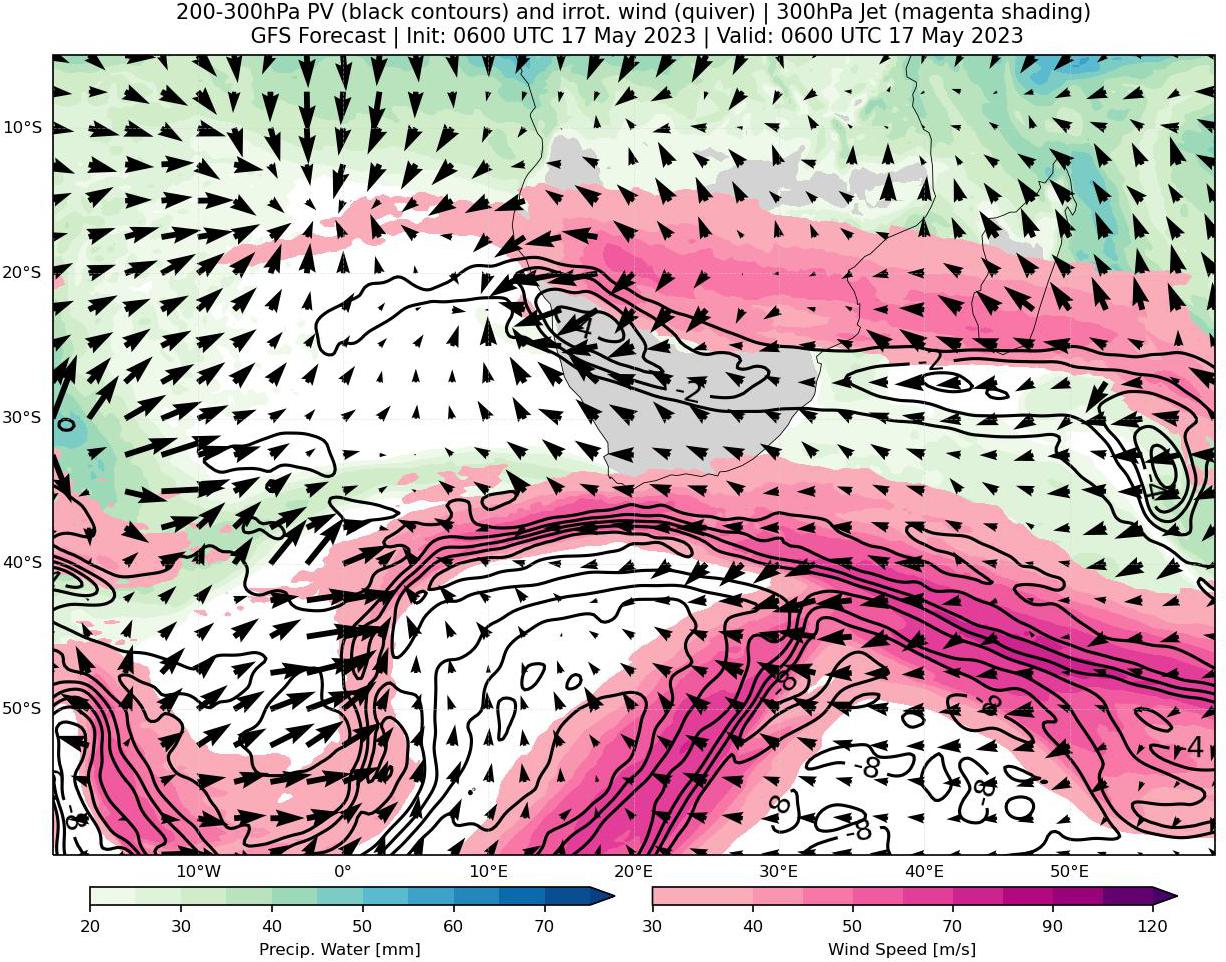 200-300hPa PV (black contours) and irrot. wind (quiver) | 300hPa Jet (magenta shading)
GFS Forecast | Init: 0600 UTC 17 May 2023 | Valid: 0600 UTC 17 May 2023
10°S
20°S
-4
-2
-2
30°S
40°S
-8
50°S
-8
-4
-8
-8
-8
8
-8
10°W
0°
10°E
20°E
30°E
40°E
50°E
20
30
40
50
60
70
30
40
50
70
90
120
Precip. Water [mm]
Wind Speed [m/s]